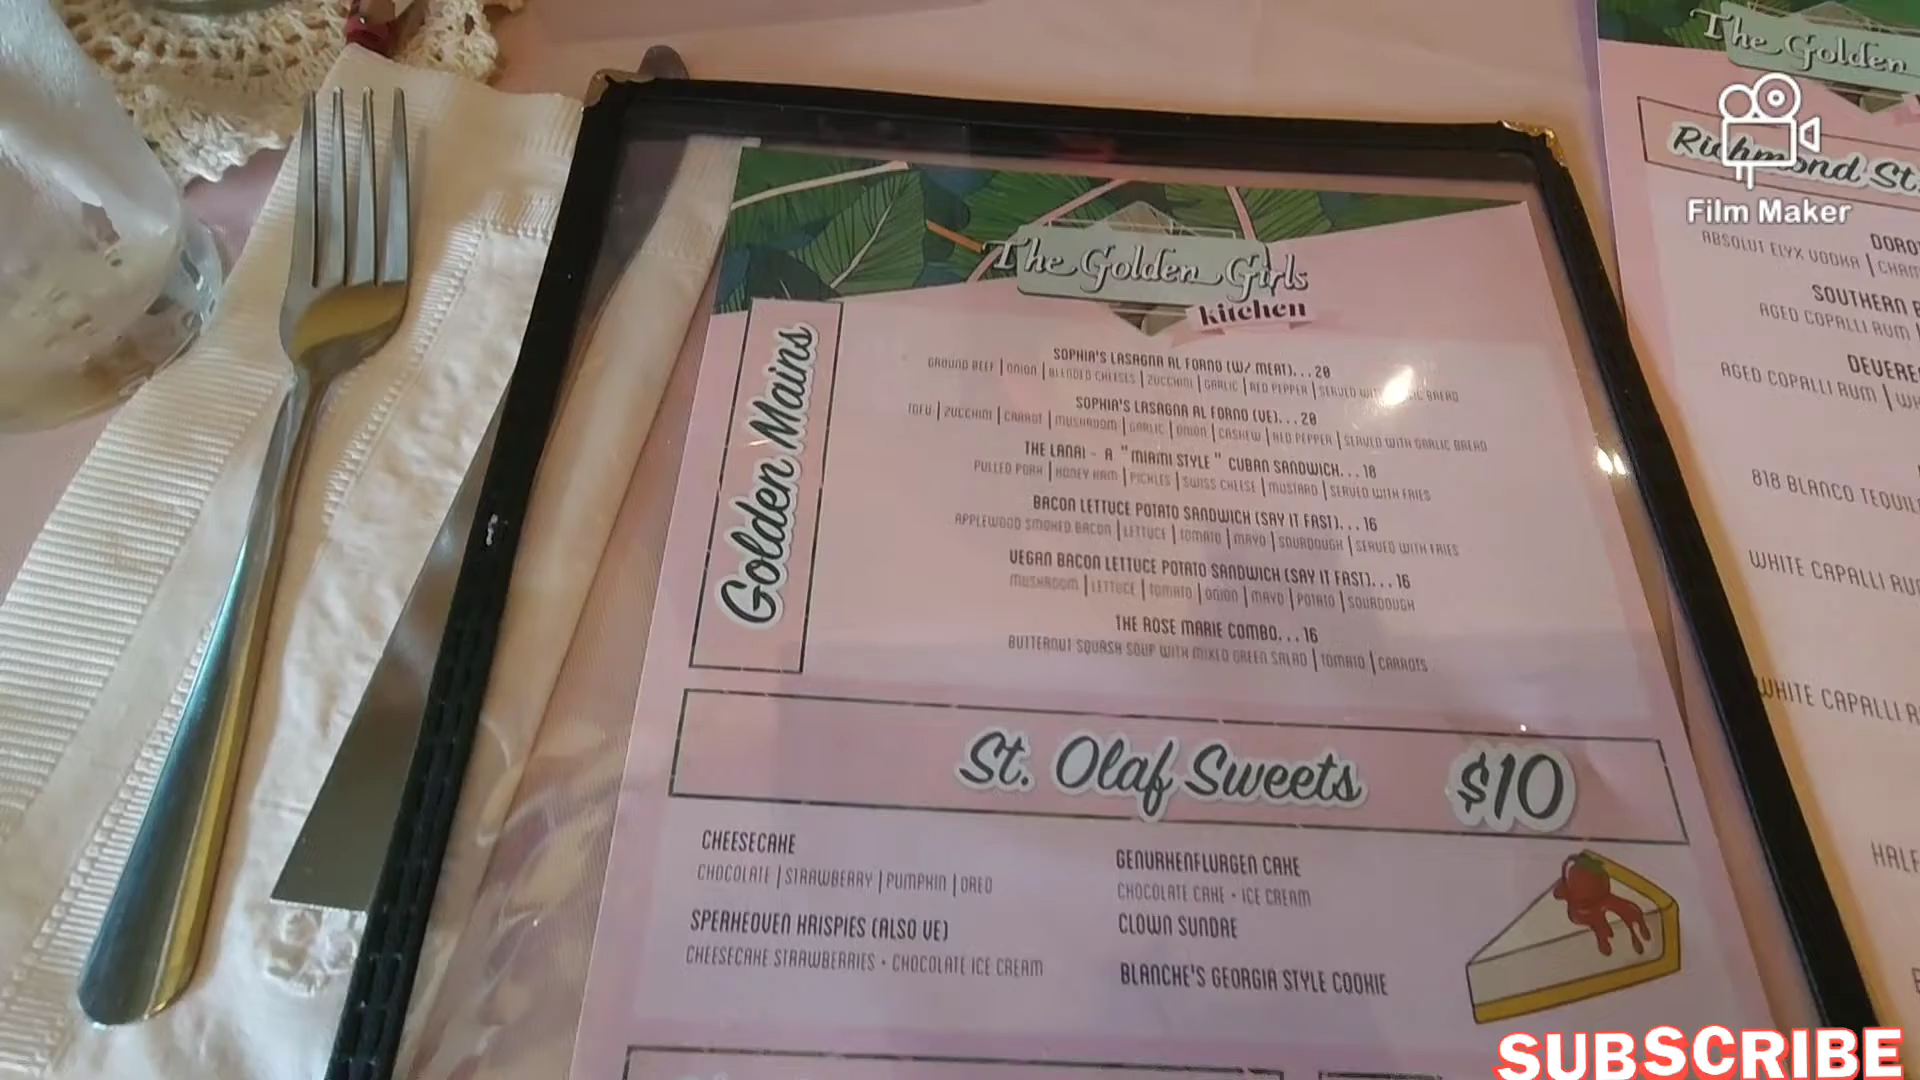 The Golden Girls
kitchen
Golden Mains
SOPHIA'S LASAGNA AL FORNO (W/ MEAT)...20
GROUND BEEF | ONION | BLENDED CHEESES | ZUCCHINI | GARLIC | RED PEPPER | SERVED WITH GARLIC BREAD
SOPHIA'S LASAGNA AL FORNO (VE)...20
TOFU | ZUCCHINI | CARROT | MUSHROOM | GARLIC | ONION | CASHEW | RED PEPPER | SERVED WITH GARLIC BREAD
THE LANAI - A "MIAMI STYLE" CUBAN SANDWICH...18
PULLED PORK | HONEY HAM | PICKLES | SWISS CHEESE | MUSTARD | SERVED WITH FRIES
BACON LETTUCE POTATO SANDWICH (SAY IT FAST)...16
APPLEWOOD SMOKED BACON | LETTUCE | TOMATO | MAYO | SOURDOUGH | SERVED WITH FRIES
VEGAN BACON LETTUCE POTATO SANDWICH (SAY IT FAST)...16
MUSHROOM | LETTUCE | TOMATO | ONION | MAYO | POTATO | SOURDOUGH
THE ROSE MARIE COMBO...16
BUTTERNUT SQUASH SOUP WITH MIXED GREEN SALAD | TOMATO | CARROTS
St. Olaf Sweets $10
CHEESECAKE
CHOCOLATE | STRAWBERRY | PUMPKIN | OREO
SPERHEOVEN KRISPIES (ALSO VE)
CHEESECAKE STRAWBERRIES • CHOCOLATE ICE CREAM
GENURKENFLURGEN CAKE
CHOCOLATE CAKE • ICE CREAM
CLOWN SUNDAE
BLANCHE'S GEORGIA STYLE COOKIE
The Golden
Richmond St.
ABSOLUT ELYX VODKA | CHAM
SOUTHERN B
AGED COPALLI RUM
DEVERE
AGED COPALLI RUM | WH
818 BLANCO TEQUIL
WHITE CAPALLI RU
WHITE CAPALLI R
HALF
Film Maker
SUBSCRIBE